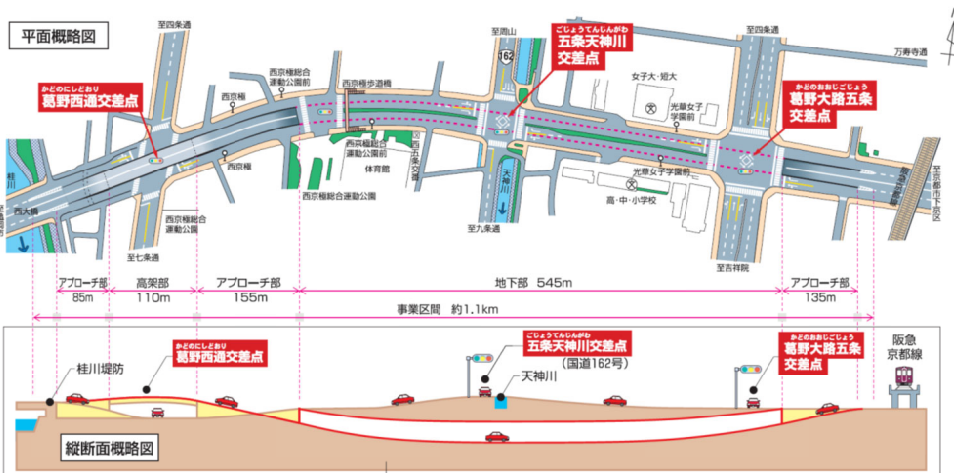 平面概略図
至四条通
至周山
162
ごじょうてんじんがわ
五条天神川
交差点
至四条通
万寿寺通
かどのにしどおり
葛野西通交差点
西京極総合
運動公園前
西京極
西京極歩道橋
女子大・短大
光華女子
学園前
かどのおおじごじょう
葛野大路五条
交差点
桂川
西大橋
西京極
西京極総合
運動公園前
体育館
西京極総合運動公園
西京極総合
運動公園
天神川
光華女子学園前
高・中・小学校
至京都市下京区
至七条通
至九条通
至吉祥院
アプローチ部
85m
高架部
110m
アプローチ部
155m
地下部 545m
アプローチ部
135m
事業区間 約1.1km
桂川堤防
かどのにしどおり
葛野西通交差点
ごじょうてんじんがわ
五条天神川交差点
(国道162号)
天神川
かどのおおじごじょう
葛野大路五条
交差点
阪急
京都線
縦断面概略図